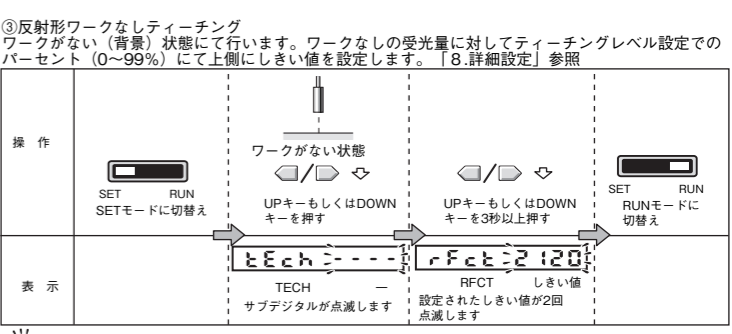 ③反射形ワークなしティーチング
ワークがない（背景）状態にて行います。ワークなしの受光量に対してティーチングレベル設定での
パーセント（0～99%）にて上側にしきい値を設定します。「8.詳細設定」参照
操 作
SET RUN
SETモードに切替え
ワークがない状態
UPキーもしくはDOWN
キーを押す
UPキーもしくはDOWN
キーを3秒以上押す
SET RUN
RUNモードに
切替え
表 示
tEch ----
TECH —
サブデジタルが点滅します
rFct 2120
RFCT しきい値
設定されたしきい値が2回
点滅します